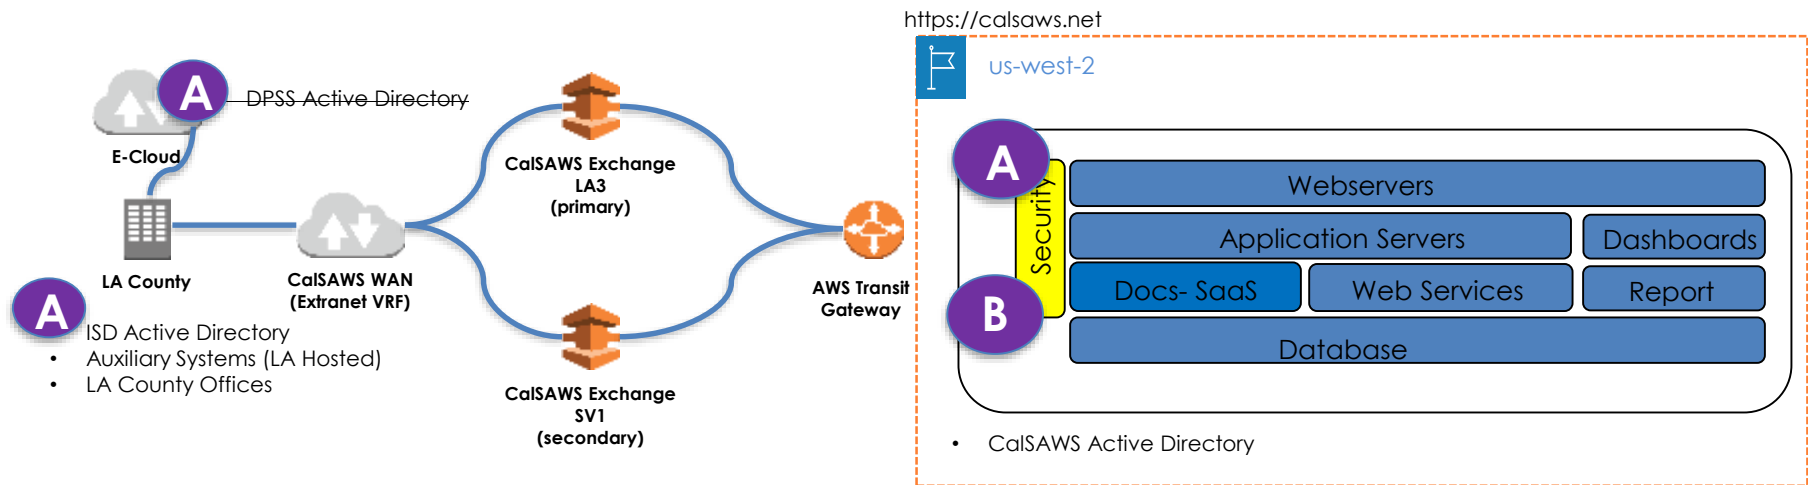 https://calsaws.net
us-west-2
A
DPSS Active Directory
E-Cloud
CalSAWS Exchange
LA3
(primary)
LA County
CalSAWS WAN
(Extranet VRF)
AWS Transit
Gateway
A
ISD Active Directory
• Auxiliary Systems (LA Hosted)
• LA County Offices
CalSAWS Exchange
SV1
(secondary)
A
Security
B
Webservers
Application Servers
Dashboards
Docs- SaaS
Web Services
Report
Database
• CalSAWS Active Directory